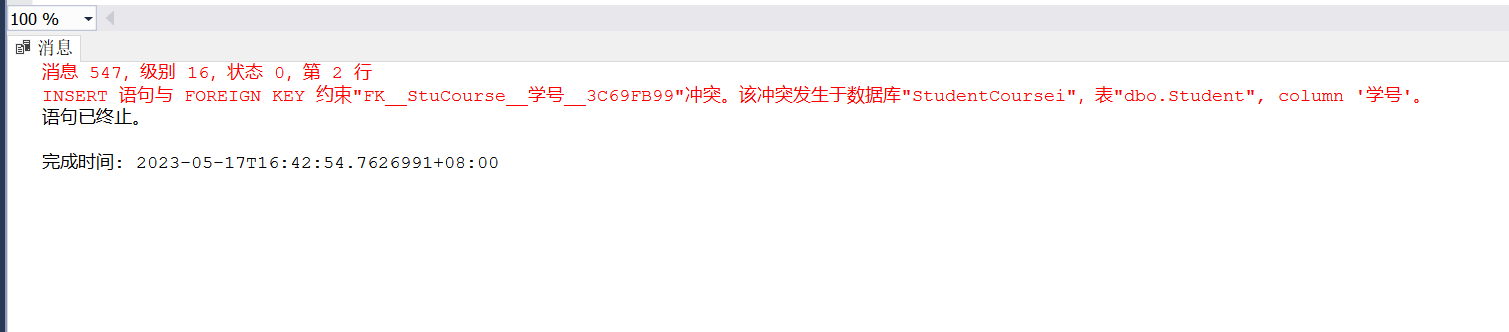 100 %
消息
消息 547，级别 16，状态 0，第 2 行
INSERT 语句与 FOREIGN KEY 约束"FK__StuCourse__学号__3C69FB99"冲突。该冲突发生于数据库"StudentCoursei"，表"dbo.Student", column '学号'。
语句已终止。
完成时间: 2023-05-17T16:42:54.7626991+08:00